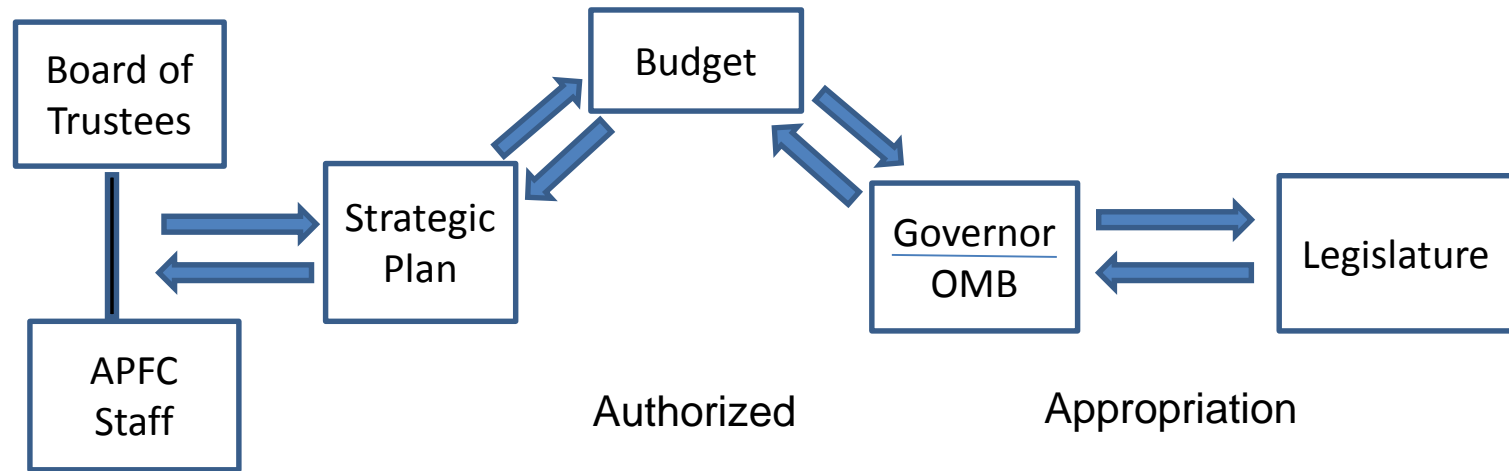 Board of
Trustees
APFC
Staff
Strategic
Plan
Budget
Governor
OMB
Legislature
Authorized
Appropriation